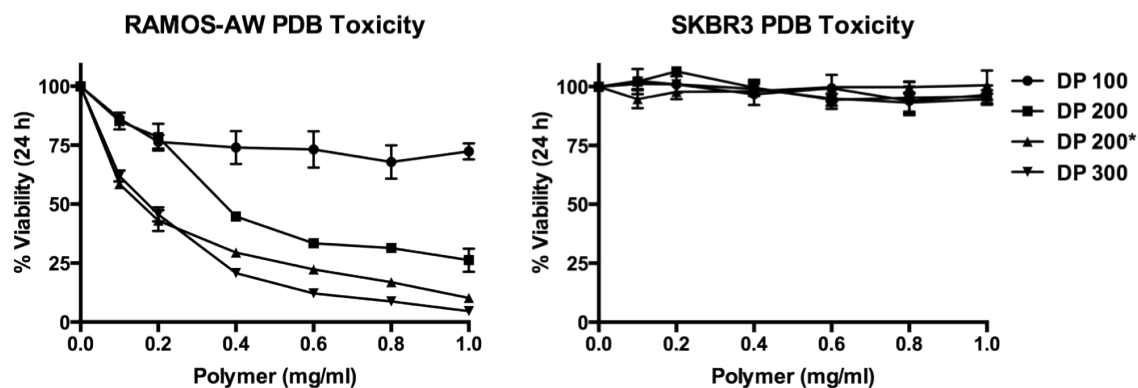 RAMOS-AW PDB Toxicity
% Viability (24 h)
100
75
50
25
0
0.0 0.2 0.4 0.6 0.8 1.0
Polymer (mg/ml)
SKBR3 PDB Toxicity
% Viability (24 h)
100
75
50
25
0
0.0 0.2 0.4 0.6 0.8 1.0
Polymer (mg/ml)
DP 100
DP 200
DP 200*
DP 300